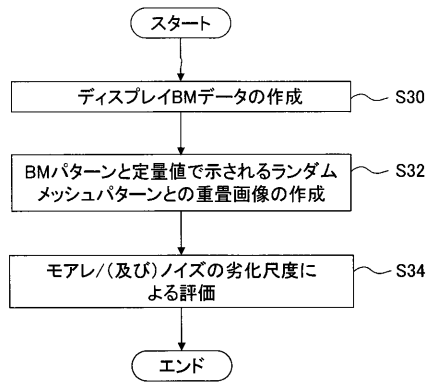 スタート
ディスプレイBMデータの作成
S30
BMパターンと定量値で示されるランダム
メッシュパターンとの重畳画像の作成
S32
モアレ/(及び)ノイズの劣化尺度に
よる評価
S34
エンド